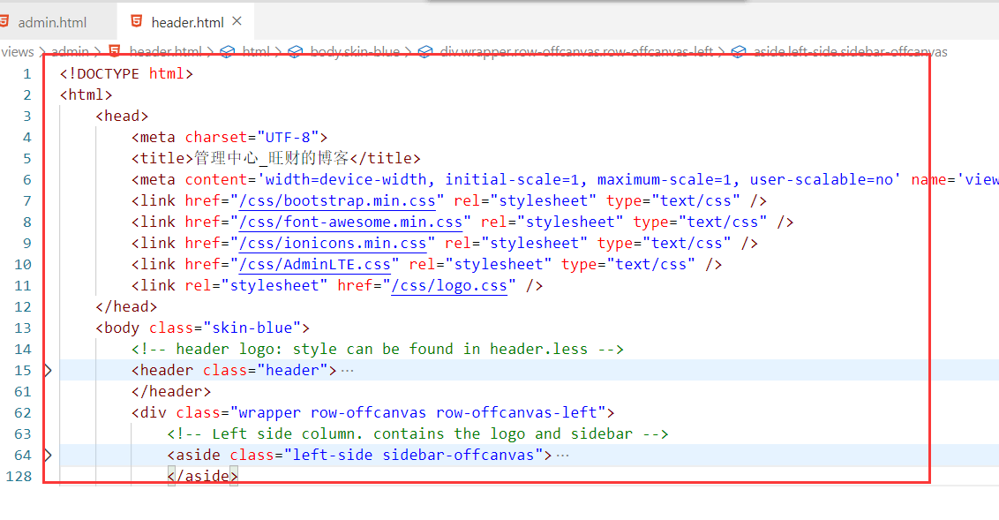 admin.html header.html
views > admin > header.html > html > body.skin-blue > div.wrapper.row-offcanvas.row-offcanvas-left > aside.left-side.sidebar-offcanvas
1 <!DOCTYPE html>
2 <html>
3 <head>
4 <meta charset="UTF-8">
5 <title>管理中心_旺财的博客</title>
6 <meta content='width=device-width, initial-scale=1, maximum-scale=1, user-scalable=no' name='view
7 <link href="/css/bootstrap.min.css" rel="stylesheet" type="text/css" />
8 <link href="/css/font-awesome.min.css" rel="stylesheet" type="text/css" />
9 <link href="/css/ionicons.min.css" rel="stylesheet" type="text/css" />
10 <link href="/css/AdminLTE.css" rel="stylesheet" type="text/css" />
11 <link rel="stylesheet" href="/css/logo.css" />
12 </head>
13 <body class="skin-blue">
14 <!-- header logo: style can be found in header.less -->
15 <header class="header">…
61 </header>
62 <div class="wrapper row-offcanvas row-offcanvas-left">
63 <!-- Left side column. contains the logo and sidebar -->
64 <aside class="left-side sidebar-offcanvas">…
128 </aside>